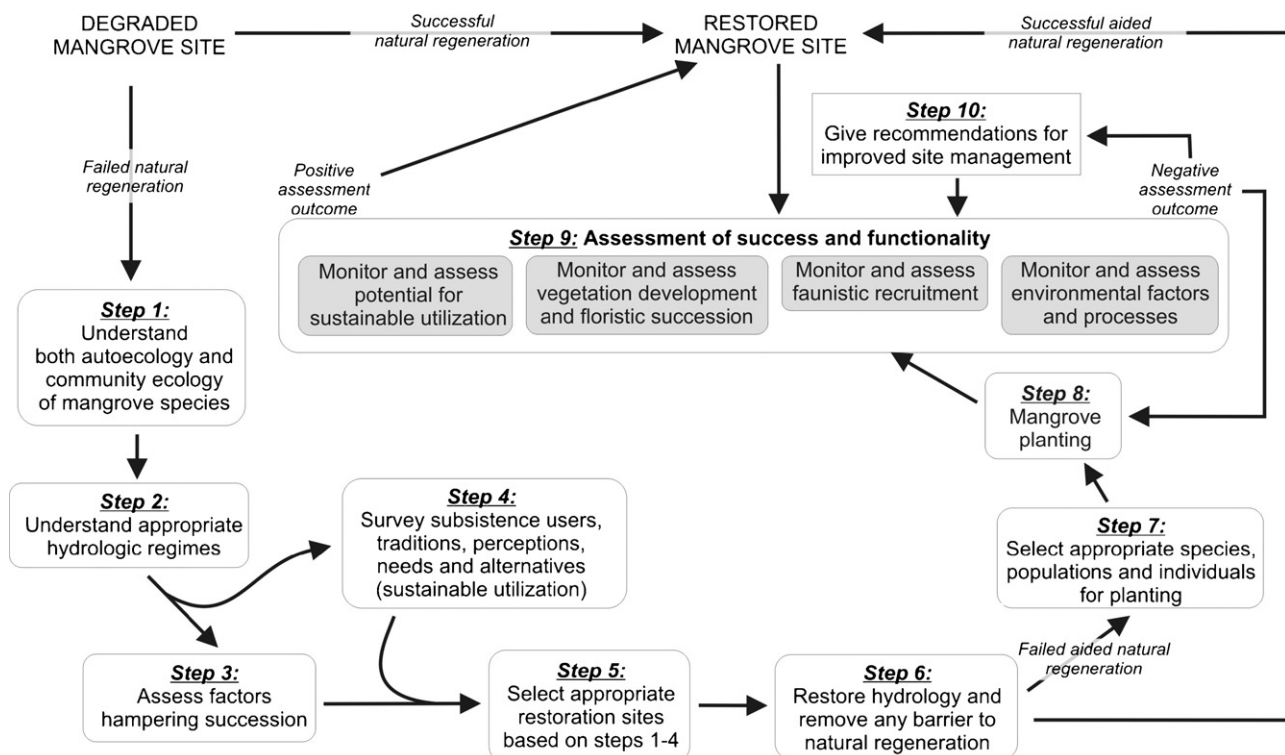 DEGRADED
MANGROVE SITE
Successful
natural regeneration
RESTORED
MANGROVE SITE
Successful aided
natural regeneration
Failed natural
regeneration
Positive
assessment
outcome
Step 10:
Give recommendations for
improved site management
Negative
assessment
outcome
Step 9: Assessment of success and functionality
Monitor and assess
potential for
sustainable utilization
Monitor and assess
vegetation development
and floristic succession
Monitor and assess
faunistic recruitment
Monitor and assess
environmental factors
and processes
Step 1:
Understand
both autoecology and
community ecology
of mangrove species
Step 2:
Understand appropriate
hydrologic regimes
Step 3:
Assess factors
hampering succession
Step 4:
Survey subsistence users,
traditions, perceptions,
needs and alternatives
(sustainable utilization)
Step 5:
Select appropriate
restoration sites
based on steps 1-4
Step 6:
Restore hydrology and
remove any barrier to
natural regeneration
Failed aided natural
regeneration
Step 7:
Select appropriate species,
populations and individuals
for planting
Step 8:
Mangrove
planting